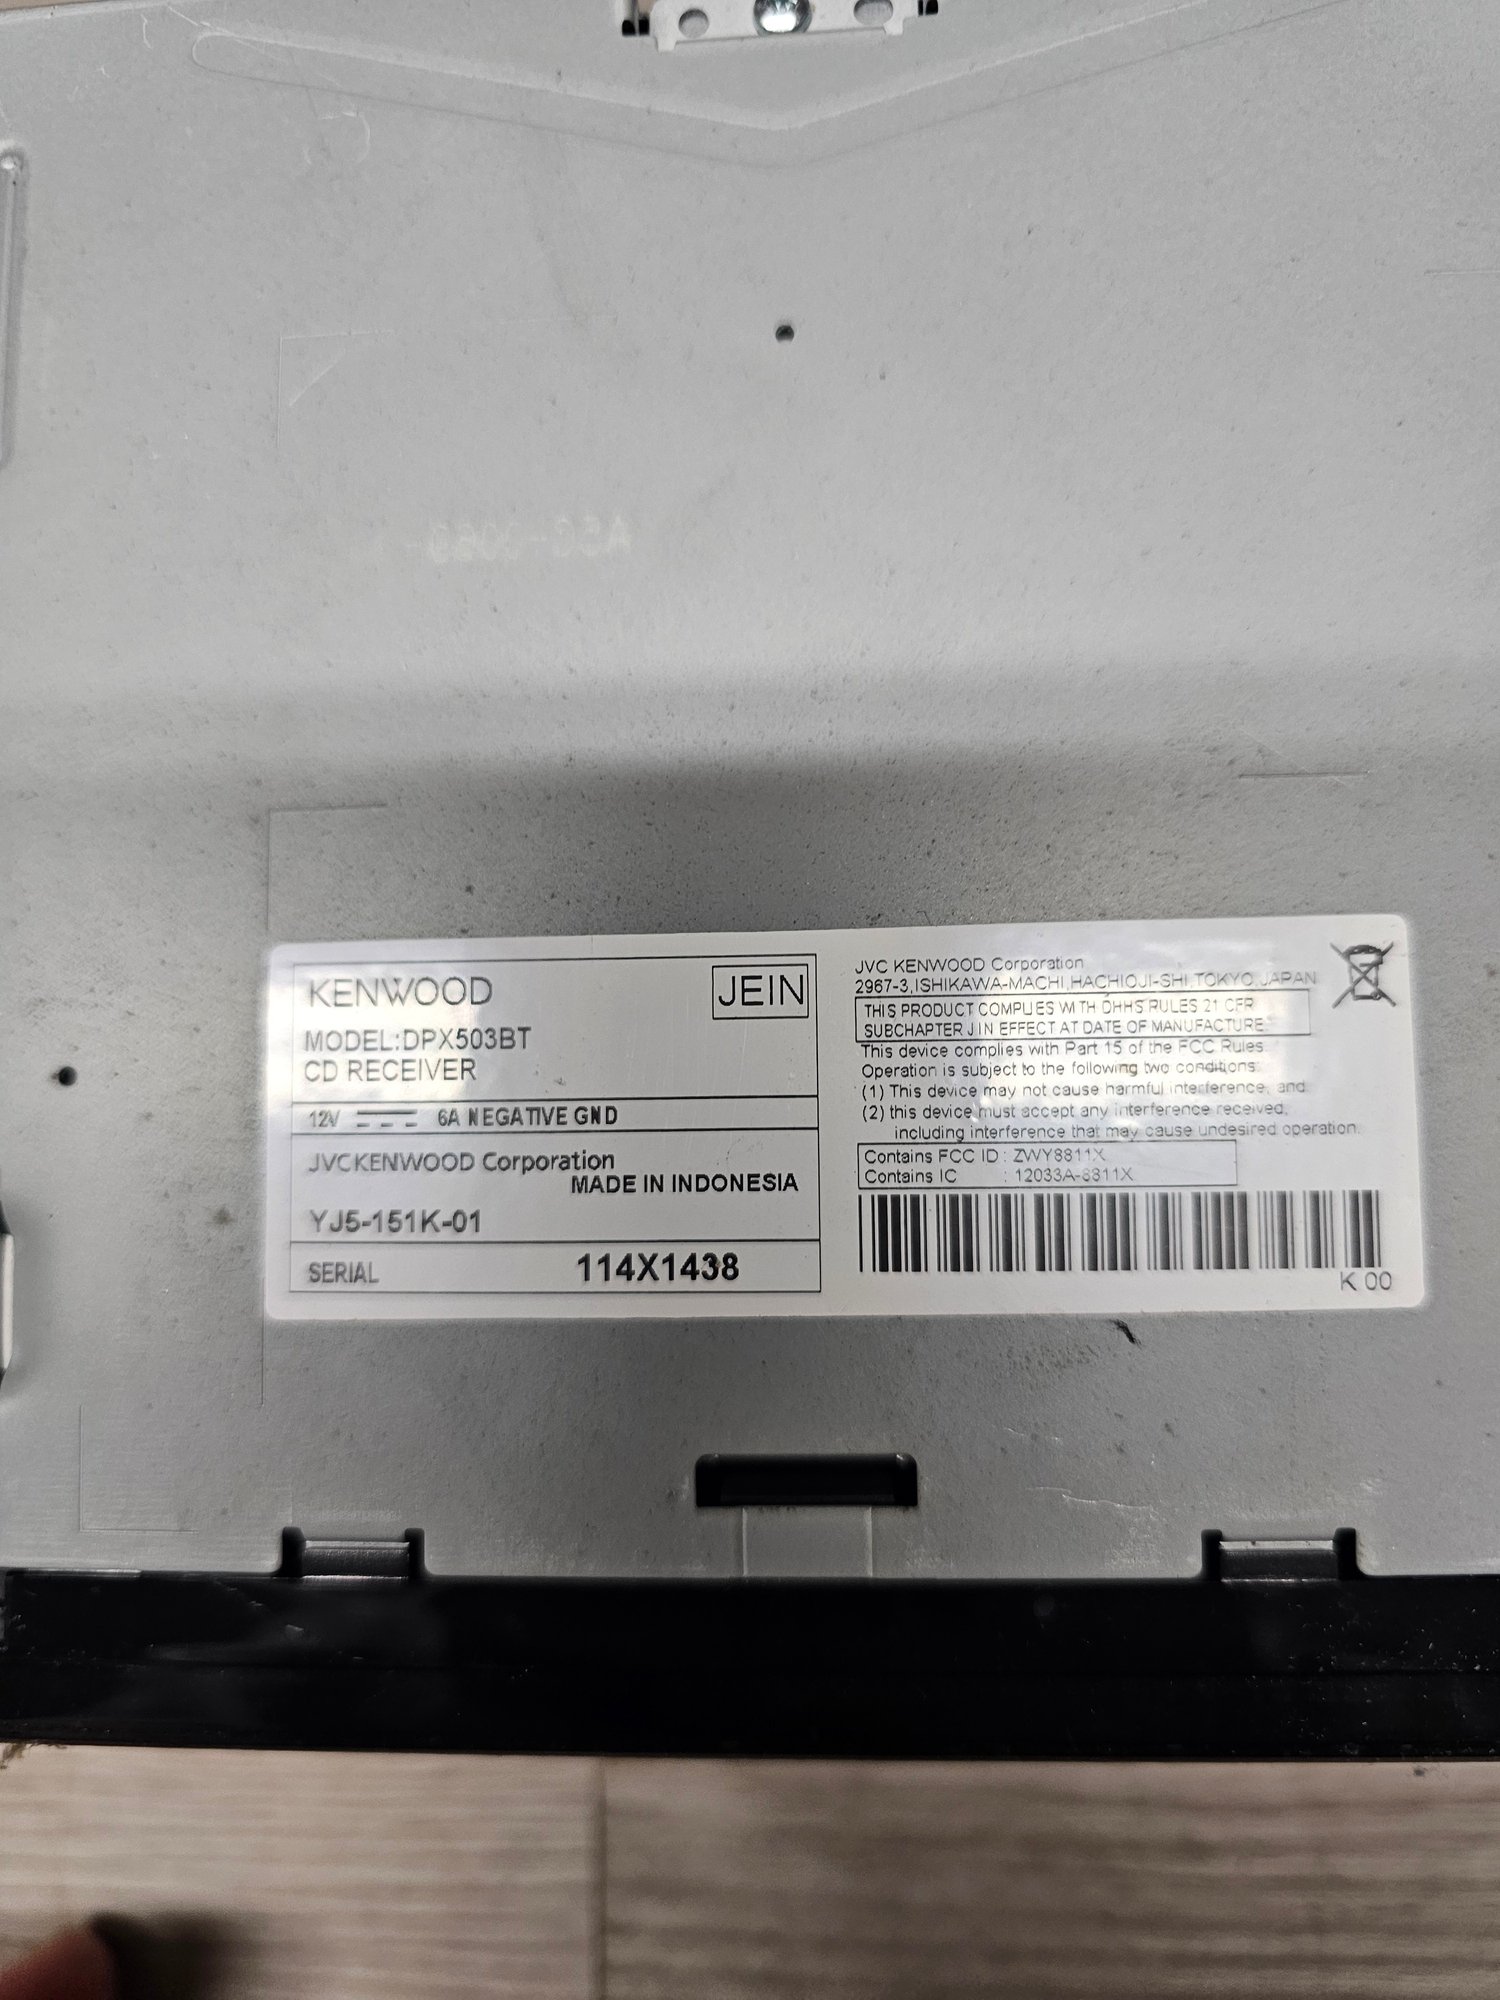 KENWOOD
JEIN
MODEL:DPX503BT
CD RECEIVER
12V 6A NEGATIVE GND
JVCKENWOOD Corporation
MADE IN INDONESIA
YJ5-151K-01
SERIAL 114X1438
JVC KENWOOD Corporation
2967-3,ISHIKAWA-MACHI,HACHIOJI-SHI,TOKYO,JAPAN
THIS PRODUCT COMPLIES WITH DHHS RULES 21 CFR
SUBCHAPTER J IN EFFECT AT DATE OF MANUFACTURE.
This device complies with Part 15 of the FCC Rules.
Operation is subject to the following two conditions:
(1) This device may not cause harmful interference, and
(2) this device must accept any interference received,
including interference that may cause undesired operation.
Contains FCC ID : ZWY8811X
Contains IC : 12033A-8811X
K 00